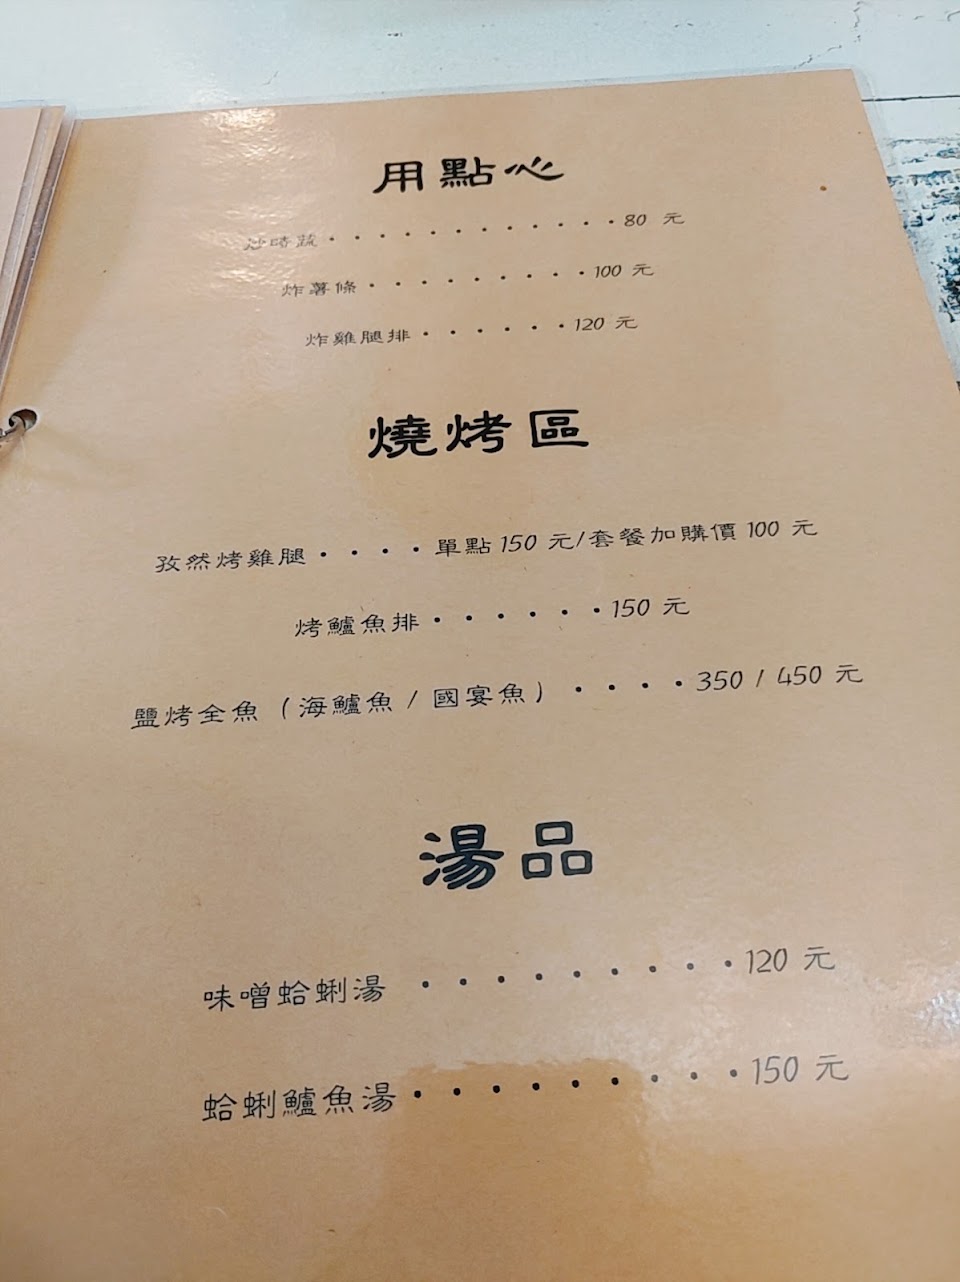 用點心
炒時蔬・・・・・・・・・・・・80 元
炸薯條・・・・・・・・・100 元
炸雞腿排・・・・・・120 元
燒烤區
孜然烤雞腿・・・・單點 150 元/套餐加購價 100 元
烤鱸魚排・・・・・・150 元
鹽烤全魚（海鱸魚 / 國宴魚）・・・・350 / 450 元
湯品
味噌蛤蜊湯 ・・・・・・・・・120 元
蛤蜊鱸魚湯・・・・・・・・・150 元